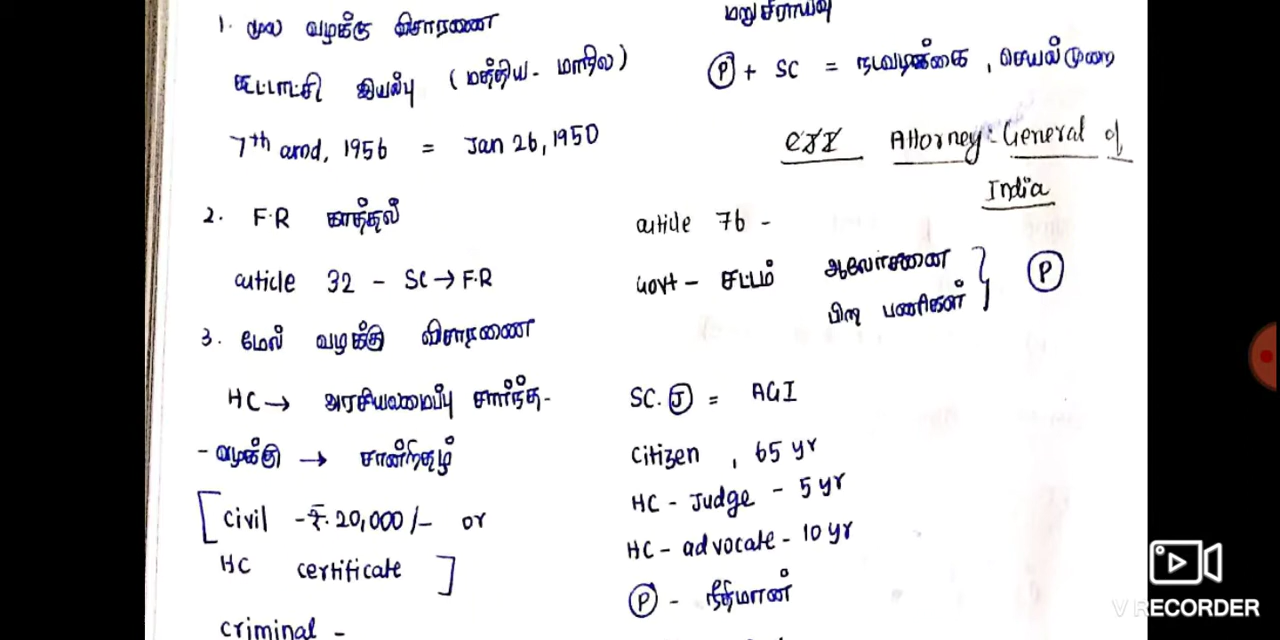 1. மூல வழக்கு விசாரணை
கூட்டாட்சி இயல்பு (மத்திய - மாநில)
7th amd, 1956 = Jan 26, 1950
2. F.R காத்தல்
article 32 - SC → F.R
3. மேல் வழக்கு விசாரணை
HC → அரசியலமைப்பு சார்ந்த -
- வழக்கு → சான்றிதழ்
[ civil - ₹. 20,000/- or
HC certificate ]
criminal -
மறுசீராய்வு
(P) + SC = நடவடிக்கை, செயல்முறை
Attorney-General of
India
article 76 -
Govt - சட்டம் ஆலோசனை } (P)
பிற பணிகள்
SC. (J) = AGI
citizen, 65 yr
HC - Judge - 5 yr
HC - advocate - 10 yr
(P) - நீதிமான்
V RECORDER